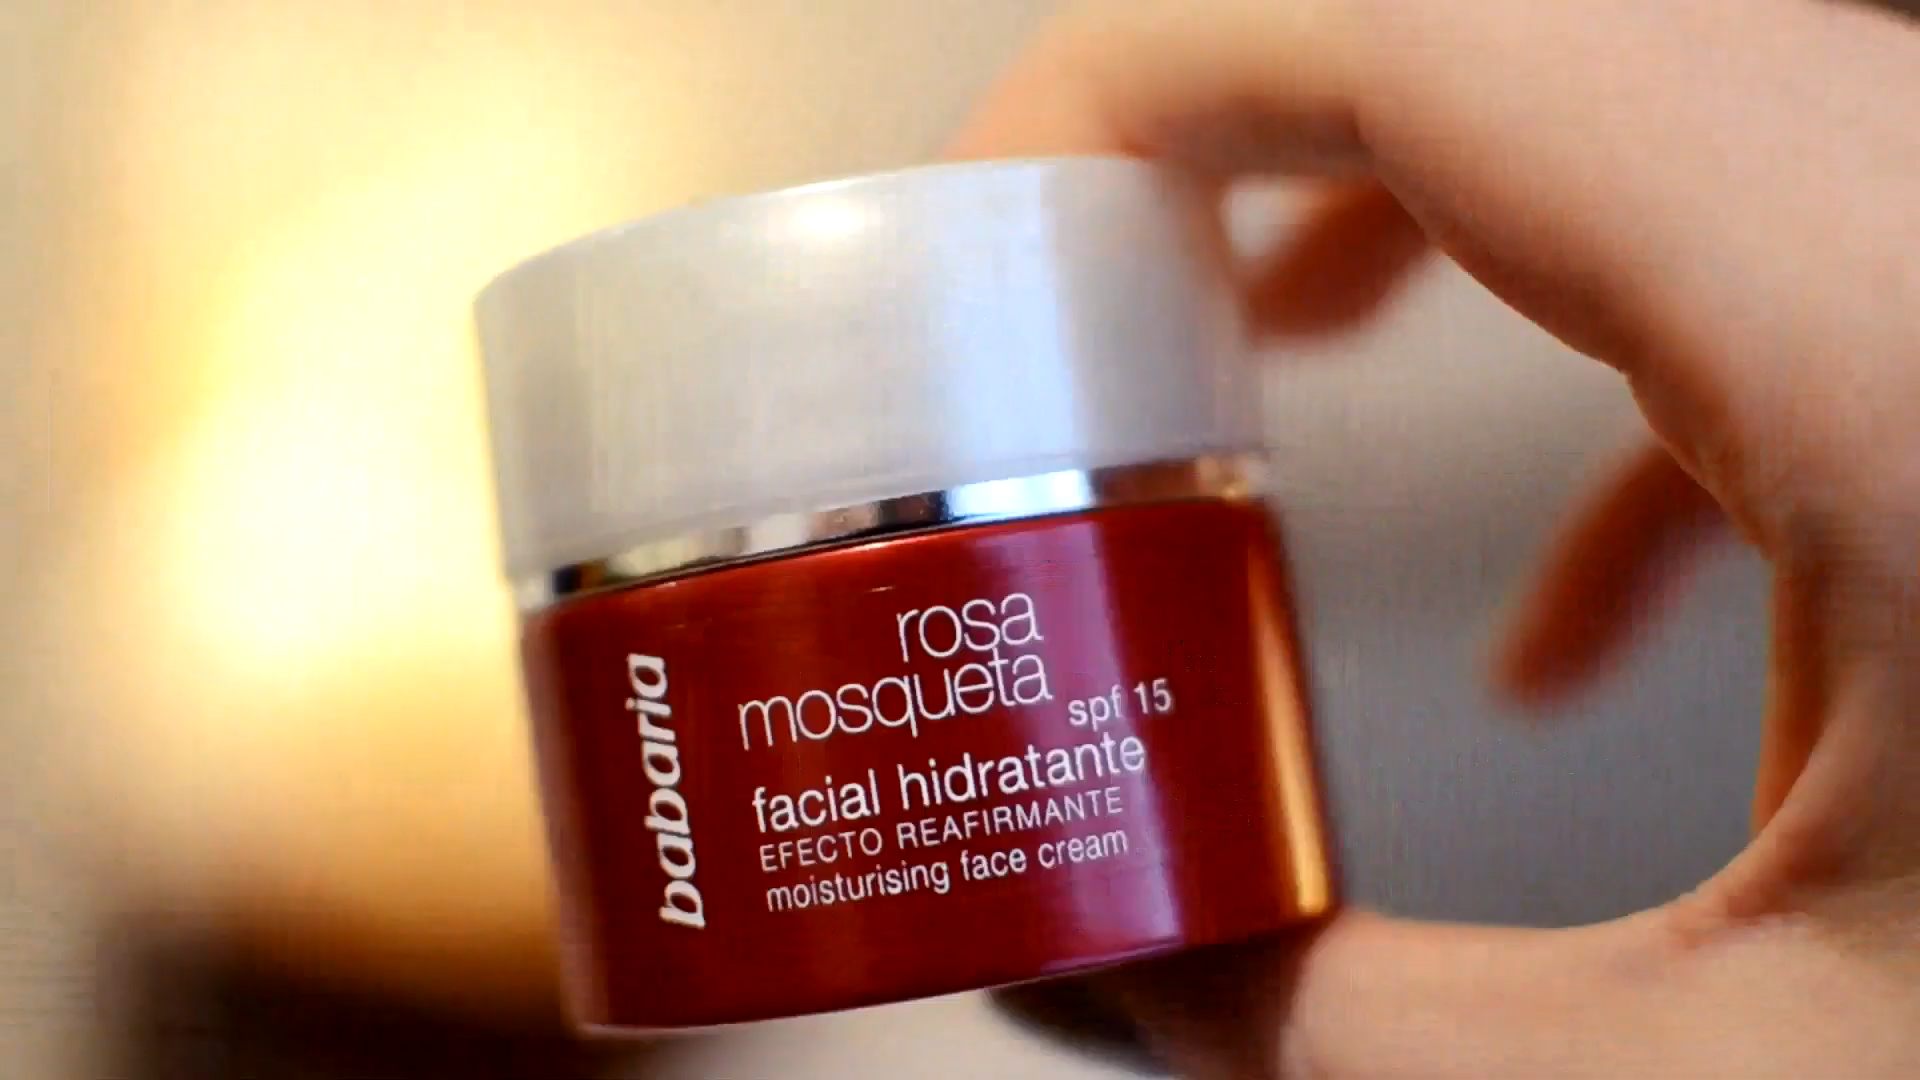 babaria
rosa
mosqueta
spf 15
facial hidratante
EFECTO REAFIRMANTE
moisturising face cream